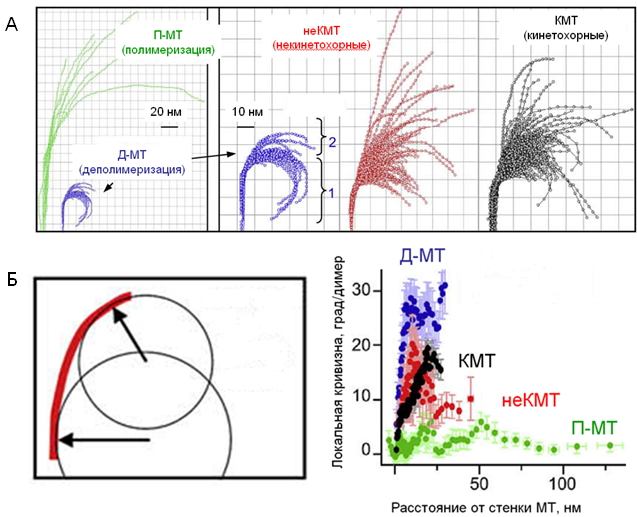 А
П-МТ
(полимеризация)
20 нм
Д-МТ
(деполимеризация)
10 нм
2
1
неКМТ
(некинетохорные)
КМТ
(кинетохорные)
Б
Локальная кривизна, град/димер
30
20
10
0
Д-МТ
КМТ
неКМТ
П-МТ
50
100
Расстояние от стенки МТ, нм